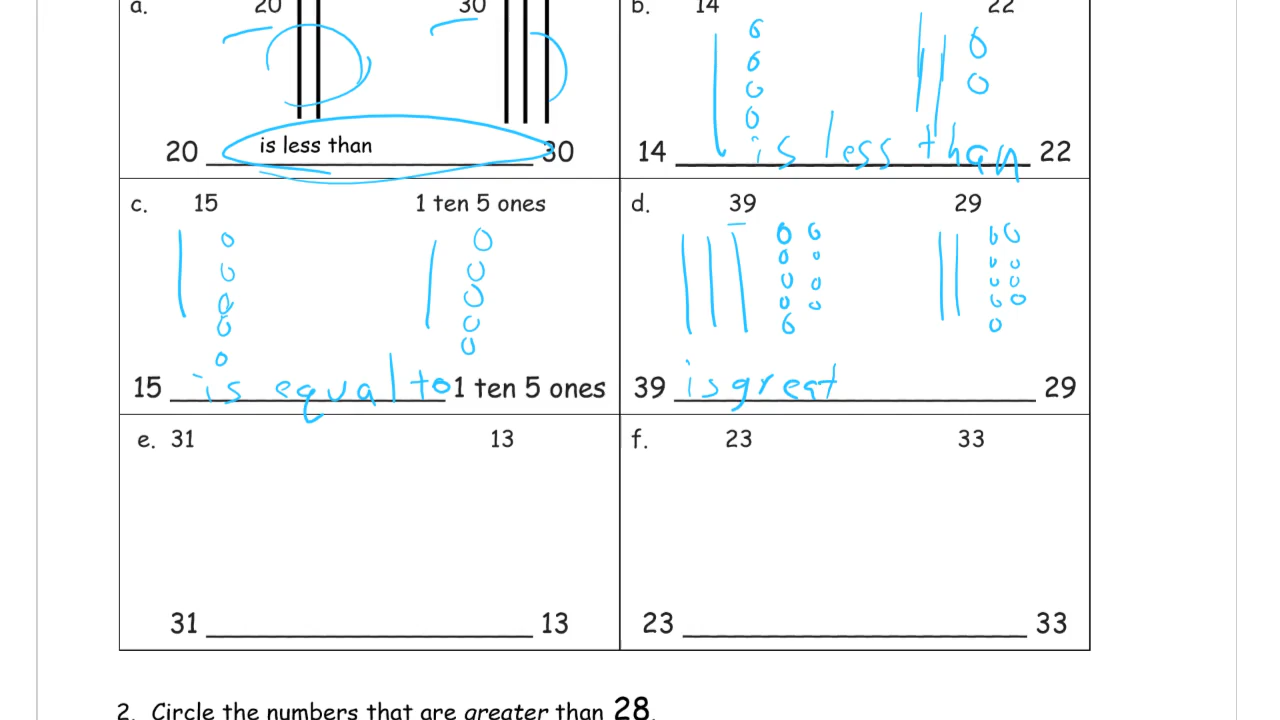 a. 20 30 b. 14 22
20 is less than 30 14 is less than 22
c. 15 1 ten 5 ones d. 39 29
15 is equal to 1 ten 5 ones 39 is great 29
e. 31 13 f. 23 33
31 13 23 33
2. Circle the numbers that are greater than 28.